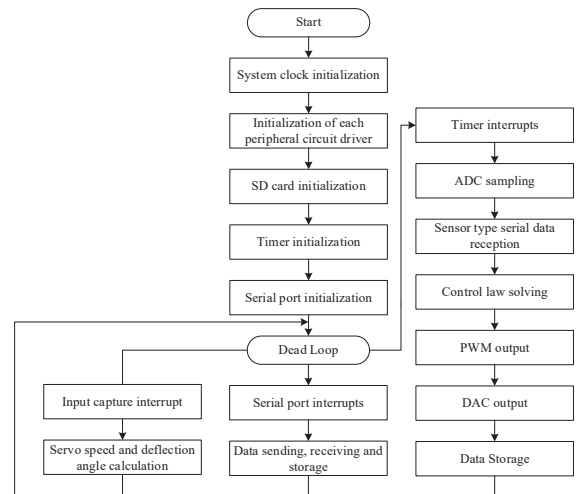 Start
System clock initialization
Initialization of each
peripheral circuit driver
SD card initialization
Timer initialization
Serial port initialization
Dead Loop
Input capture interrupt
Servo speed and deflection
angle calculation
Serial port interrupts
Data sending, receiving and
storage
Timer interrupts
ADC sampling
Sensor type serial data
reception
Control law solving
PWM output
DAC output
Data Storage